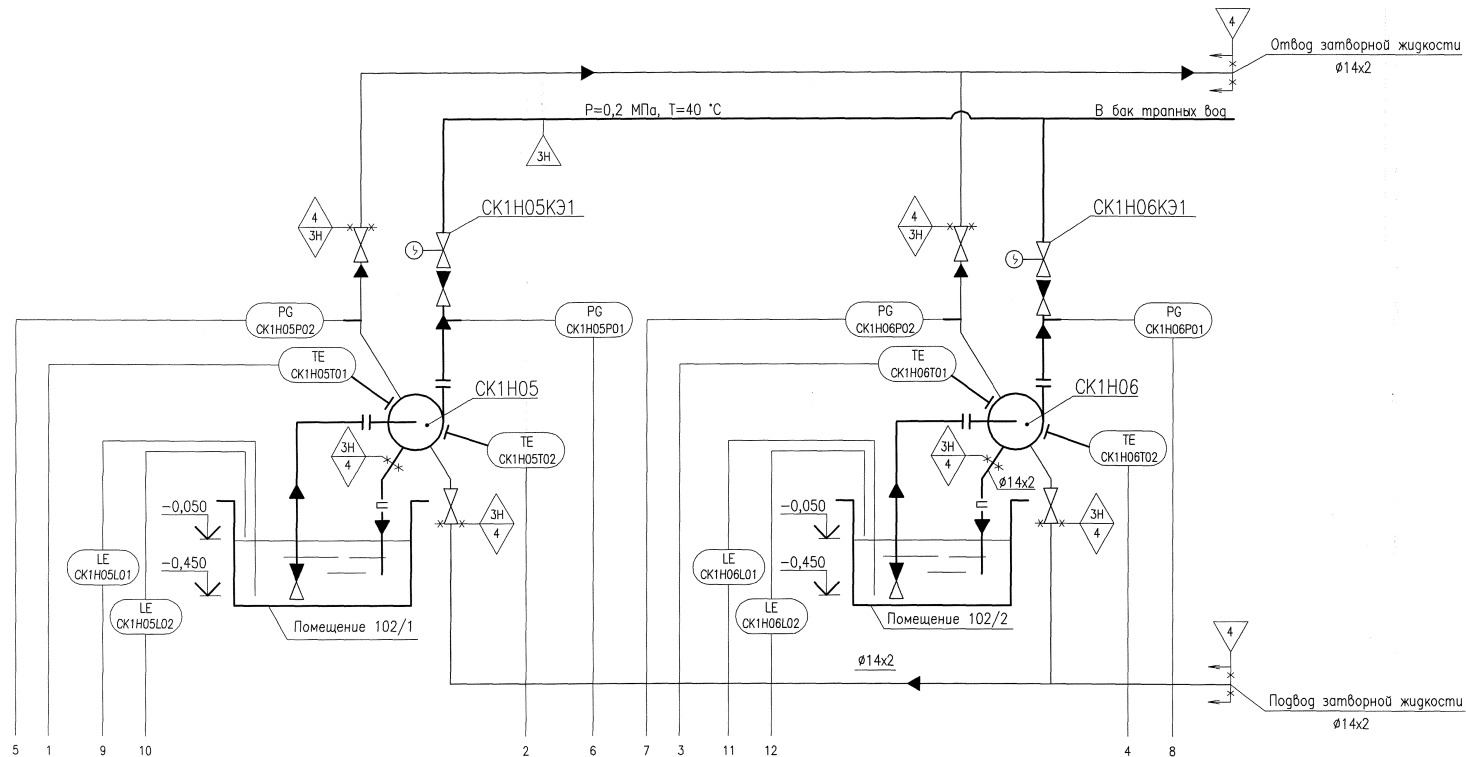 4
Отвод затворной жидкости
ø14х2
Р=0,2 МПа, Т=40 °С
В бак трапных вод
3Н
СК1Н05КЭ1
СК1Н06КЭ1
4
3Н
4
3Н
PG
СК1Н05Р02
PG
СК1Н05Р01
PG
СК1Н06Р02
PG
СК1Н06Р01
TE
СК1Н05Т01
TE
СК1Н06Т01
СК1Н05
СК1Н06
TE
СК1Н05Т02
TE
СК1Н06Т02
3Н
4
3Н
4
ø14х2
-0,050
3Н
4
-0,050
3Н
4
-0,450
-0,450
LE
СК1Н05L01
LE
СК1Н06L01
LE
СК1Н05L02
LE
СК1Н06L02
Помещение 102/1
Помещение 102/2
4
ø14х2
Подвод затворной жидкости
ø14х2
5 1 9 10 2 6 7 3 11 12 4 8